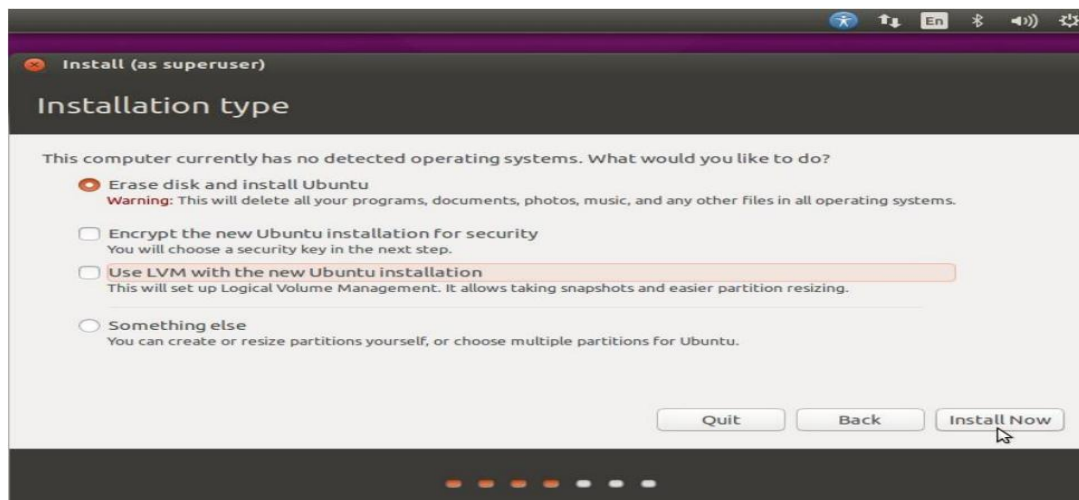 En
Install (as superuser)
Installation type
This computer currently has no detected operating systems. What would you like to do?
Erase disk and install Ubuntu
Warning: This will delete all your programs, documents, photos, music, and any other files in all operating systems.
Encrypt the new Ubuntu installation for security
You will choose a security key in the next step.
Use LVM with the new Ubuntu installation
This will set up Logical Volume Management. It allows taking snapshots and easier partition resizing.
Something else
You can create or resize partitions yourself, or choose multiple partitions for Ubuntu.
Quit Back Install Now